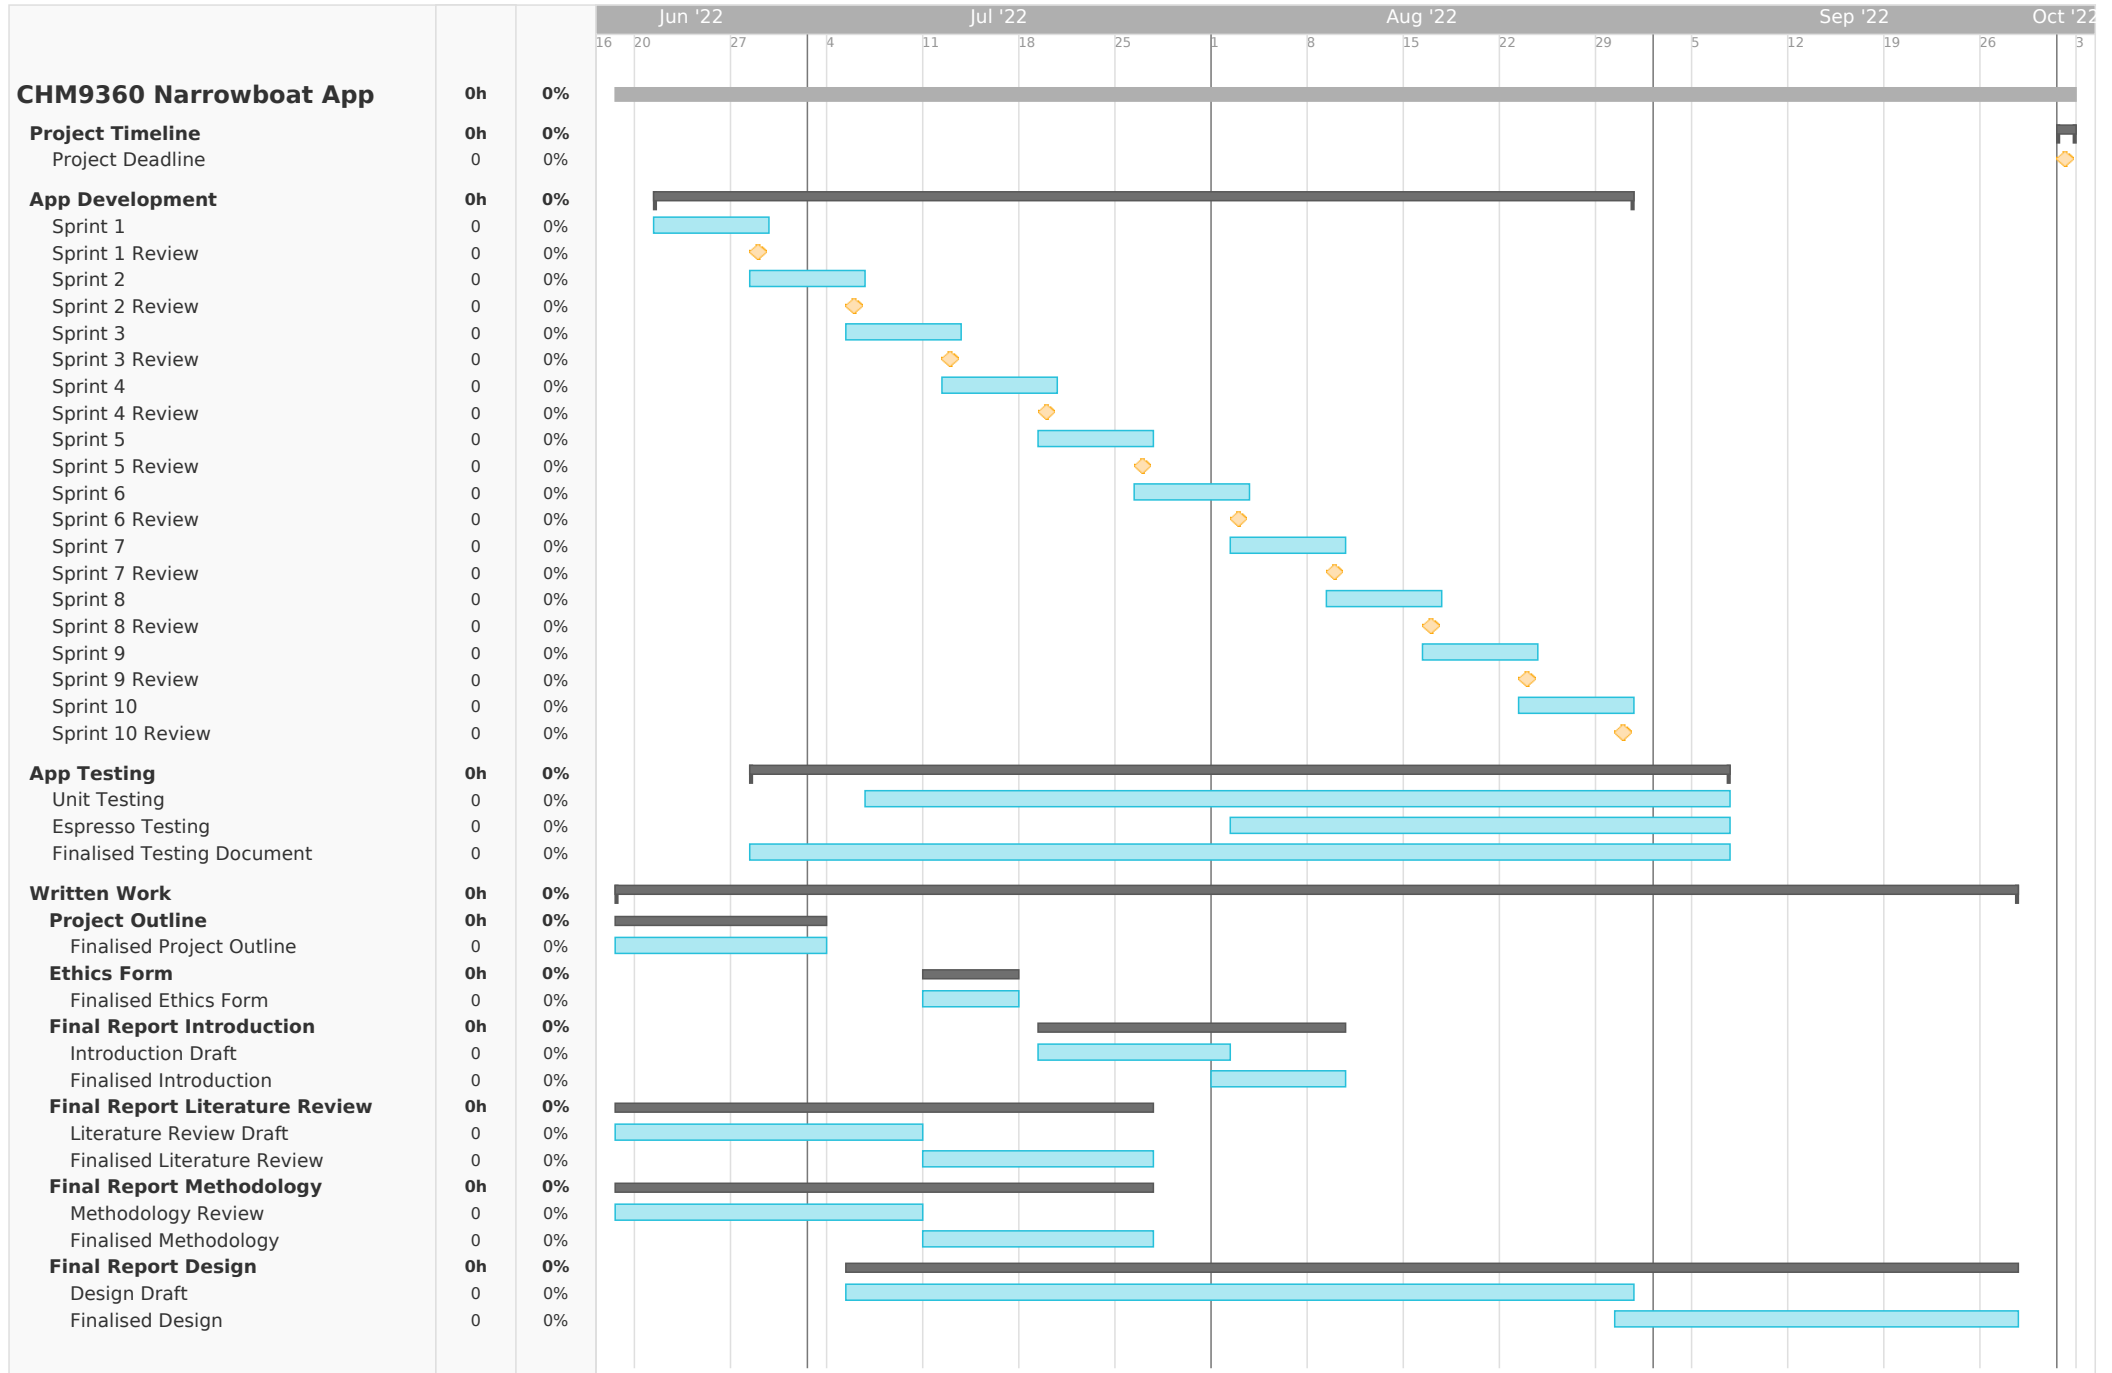 Jun '22 Jul '22 Aug '22 Sep '22 Oct '22
16 20 27 4 11 18 25 1 8 15 22 29 5 12 19 26 3
CHM9360 Narrowboat App 0h 0%
Project Timeline 0h 0%
Project Deadline 0 0%
App Development 0h 0%
Sprint 1 0 0%
Sprint 1 Review 0 0%
Sprint 2 0 0%
Sprint 2 Review 0 0%
Sprint 3 0 0%
Sprint 3 Review 0 0%
Sprint 4 0 0%
Sprint 4 Review 0 0%
Sprint 5 0 0%
Sprint 5 Review 0 0%
Sprint 6 0 0%
Sprint 6 Review 0 0%
Sprint 7 0 0%
Sprint 7 Review 0 0%
Sprint 8 0 0%
Sprint 8 Review 0 0%
Sprint 9 0 0%
Sprint 9 Review 0 0%
Sprint 10 0 0%
Sprint 10 Review 0 0%
App Testing 0h 0%
Unit Testing 0 0%
Espresso Testing 0 0%
Finalised Testing Document 0 0%
Written Work 0h 0%
Project Outline 0h 0%
Finalised Project Outline 0 0%
Ethics Form 0h 0%
Finalised Ethics Form 0 0%
Final Report Introduction 0h 0%
Introduction Draft 0 0%
Finalised Introduction 0 0%
Final Report Literature Review 0h 0%
Literature Review Draft 0 0%
Finalised Literature Review 0 0%
Final Report Methodology 0h 0%
Methodology Review 0 0%
Finalised Methodology 0 0%
Final Report Design 0h 0%
Design Draft 0 0%
Finalised Design 0 0%